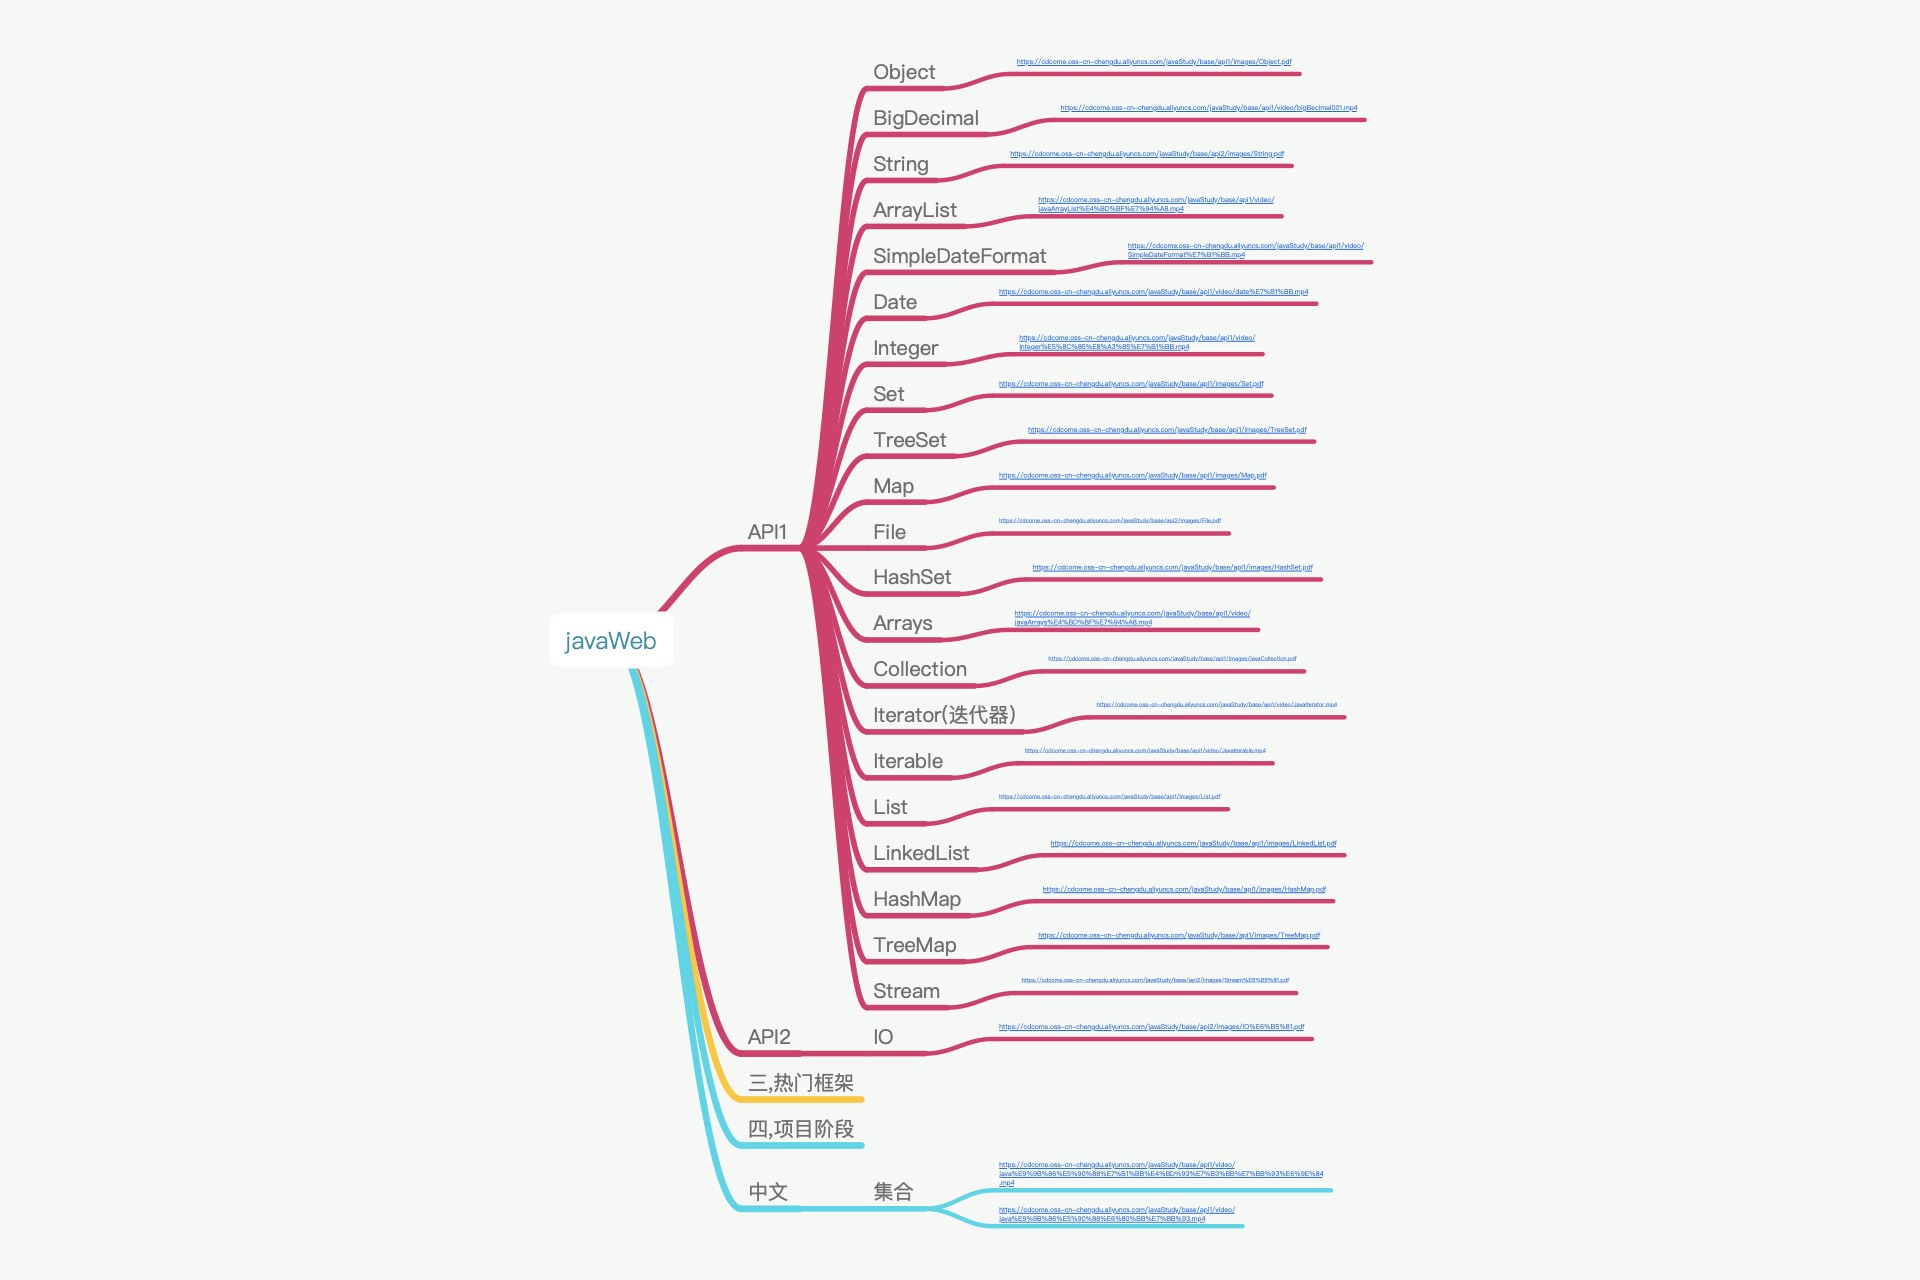 Object
https://cdcome.oss-cn-chengdu.aliyuncs.com/javaStudy/base/api1/images/Object.pdf
BigDecimal
https://cdcome.oss-cn-chengdu.aliyuncs.com/javaStudy/base/api1/video/bigBecimal001.mp4
String
https://cdcome.oss-cn-chengdu.aliyuncs.com/javaStudy/base/api2/images/String.pdf
ArrayList
https://cdcome.oss-cn-chengdu.aliyuncs.com/javaStudy/base/api1/video/
javaArrayList%E4%BD%BF%E7%94%A8.mp4
SimpleDateFormat
https://cdcome.oss-cn-chengdu.aliyuncs.com/javaStudy/base/api1/video/
SimpleDateFormat%E7%B1%BB.mp4
Date
https://cdcome.oss-cn-chengdu.aliyuncs.com/javaStudy/base/api1/video/date%E7%B1%BB.mp4
Integer
https://cdcome.oss-cn-chengdu.aliyuncs.com/javaStudy/base/api1/video/
Integer%E5%8C%85%E8%A3%85%E7%B1%BB.mp4
Set
https://cdcome.oss-cn-chengdu.aliyuncs.com/javaStudy/base/api1/images/Set.pdf
TreeSet
https://cdcome.oss-cn-chengdu.aliyuncs.com/javaStudy/base/api1/images/TreeSet.pdf
Map
https://cdcome.oss-cn-chengdu.aliyuncs.com/javaStudy/base/api1/images/Map.pdf
API1
File
https://cdcome.oss-cn-chengdu.aliyuncs.com/javaStudy/base/api2/images/File.pdf
HashSet
https://cdcome.oss-cn-chengdu.aliyuncs.com/javaStudy/base/api1/images/HashSet.pdf
Arrays
https://cdcome.oss-cn-chengdu.aliyuncs.com/javaStudy/base/api1/video/
javaArrays%E4%BD%BF%E7%94%A8.mp4
javaWeb
Collection
https://cdcome.oss-cn-chengdu.aliyuncs.com/javaStudy/base/api1/images/javaCollection.pdf
Iterator(迭代器)
https://cdcome.oss-cn-chengdu.aliyuncs.com/javaStudy/base/api1/video/JavaIterator.mp4
Iterable
https://cdcome.oss-cn-chengdu.aliyuncs.com/javaStudy/base/api1/video/JavaIterable.mp4
List
https://cdcome.oss-cn-chengdu.aliyuncs.com/javaStudy/base/api1/images/List.pdf
LinkedList
https://cdcome.oss-cn-chengdu.aliyuncs.com/javaStudy/base/api1/images/LinkedList.pdf
HashMap
https://cdcome.oss-cn-chengdu.aliyuncs.com/javaStudy/base/api1/images/HashMap.pdf
TreeMap
https://cdcome.oss-cn-chengdu.aliyuncs.com/javaStudy/base/api1/images/TreeMap.pdf
Stream
https://cdcome.oss-cn-chengdu.aliyuncs.com/javaStudy/base/api2/images/Stream%E6%B5%81.pdf
API2
IO
https://cdcome.oss-cn-chengdu.aliyuncs.com/javaStudy/base/api2/images/IO%E6%B5%81.pdf
三,热门框架
四,项目阶段
中文
集合
https://cdcome.oss-cn-chengdu.aliyuncs.com/javaStudy/base/api1/video/
java%E9%9B%86%E5%90%88%E7%B1%BB%E4%BD%93%E7%B3%BB%E7%BB%93%E6%9E%84
.mp4
https://cdcome.oss-cn-chengdu.aliyuncs.com/javaStudy/base/api1/video/
java%E9%9B%86%E5%90%88%E6%80%BB%E7%BB%93.mp4